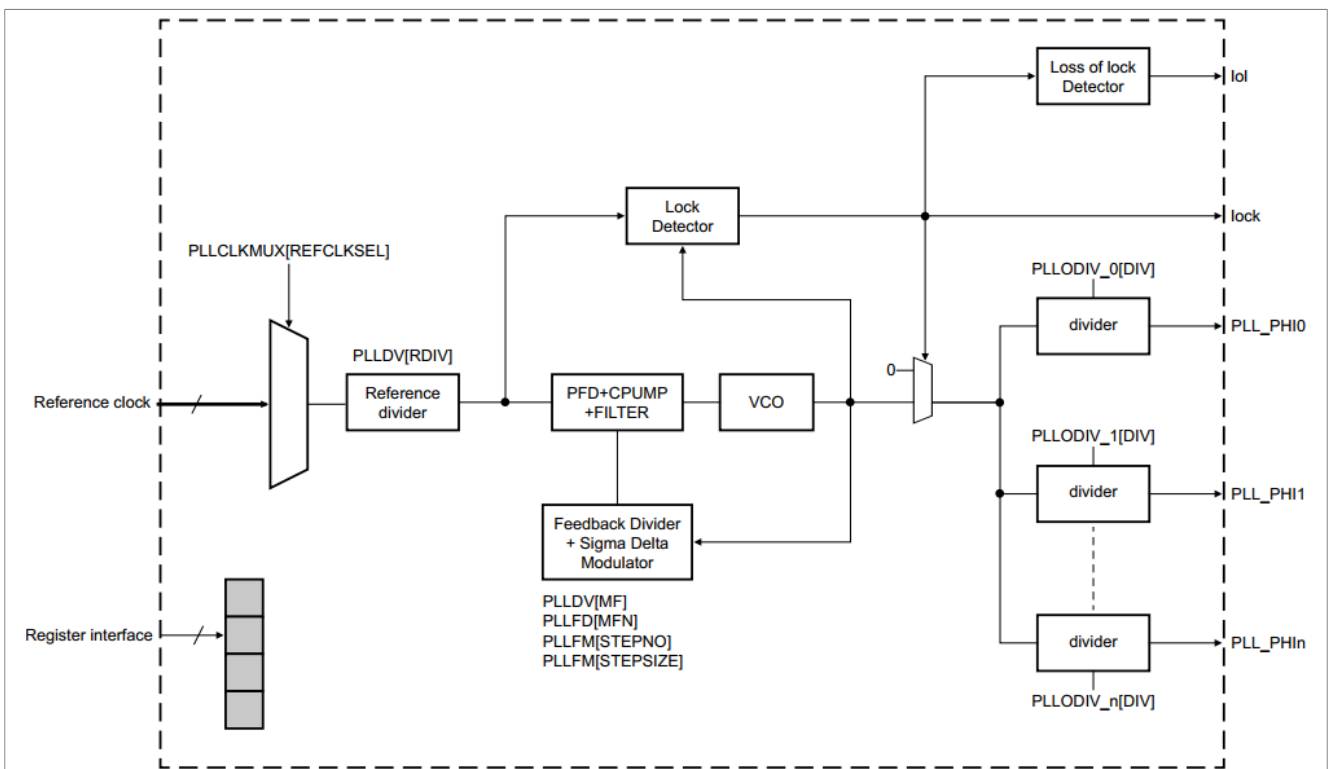 Loss of lock
Detector
lol
Lock
Detector
lock
PLLCLKMUX[REFCLKSEL]
PLLODIV_0[DIV]
divider
PLL_PHI0
PLLDV[RDIV]
Reference clock
Reference
divider
PFD+CPUMP
+FILTER
VCO
0
PLLODIV_1[DIV]
divider
PLL_PHI1
Feedback Divider
+ Sigma Delta
Modulator
PLLDV[MF]
PLLFD[MFN]
PLLFM[STEPNO]
PLLFM[STEPSIZE]
Register interface
divider
PLL_PHIn
PLLODIV_n[DIV]